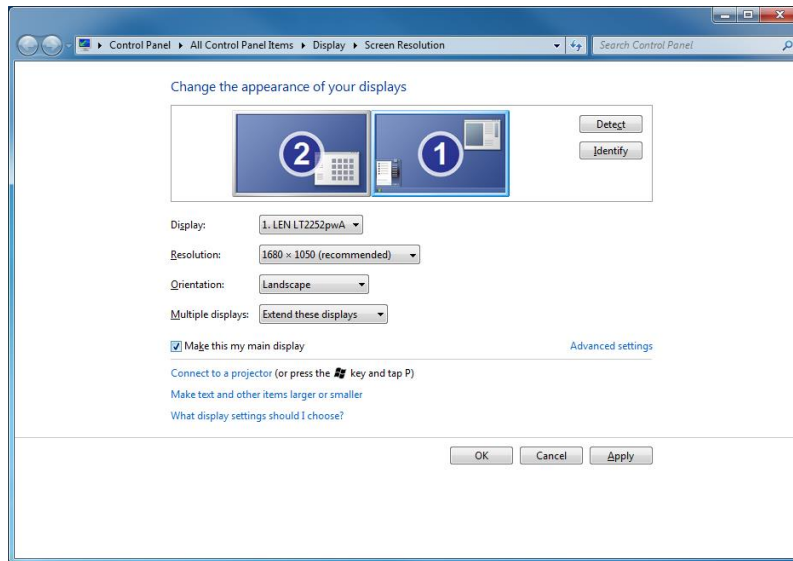 Control Panel ▸ All Control Panel Items ▸ Display ▸ Screen Resolution
Search Control Panel
Change the appearance of your displays
2
1
Detect
Identify
Display: 1. LEN LT2252pwA
Resolution: 1680 × 1050 (recommended)
Orientation: Landscape
Multiple displays: Extend these displays
Make this my main display
Advanced settings
Connect to a projector (or press the key and tap P)
Make text and other items larger or smaller
What display settings should I choose?
OK
Cancel
Apply